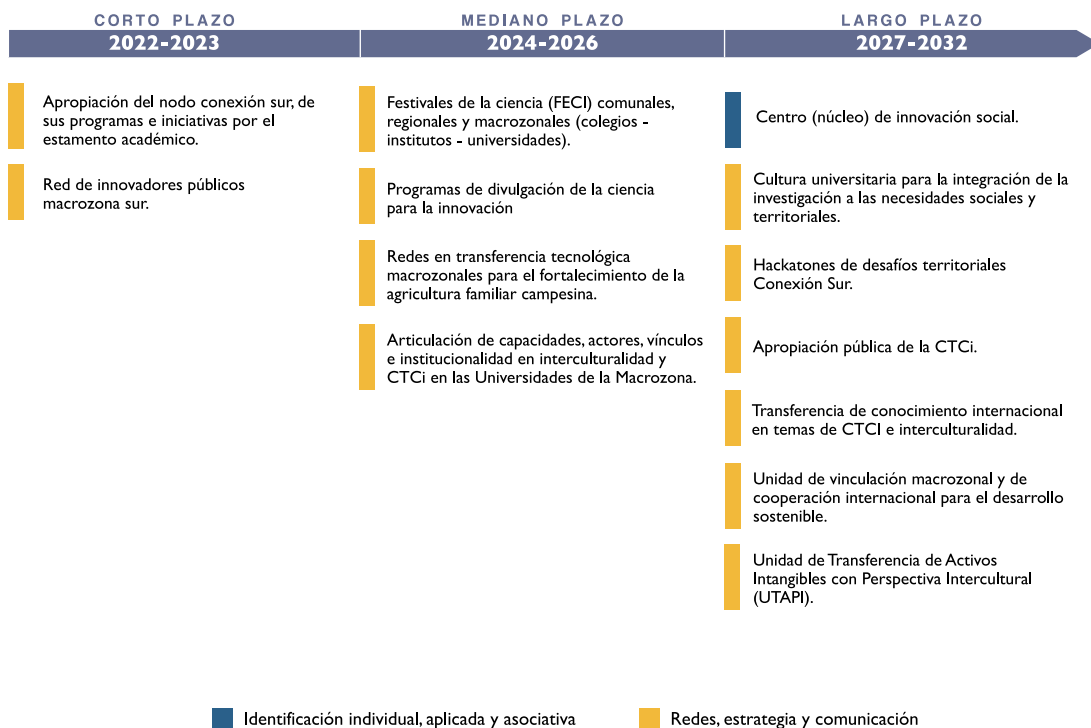 CORTO PLAZO
2022-2023
Apropiación del nodo conexión sur, de
sus programas e iniciativas por el
estamento académico.
Red de innovadores públicos
macrozona sur.
MEDIANO PLAZO
2024-2026
Festivales de la ciencia (FECI) comunales,
regionales y macrozonales (colegios -
institutos - universidades).
Programas de divulgación de la ciencia
para la innovación
Redes en transferencia tecnológica
macrozonales para el fortalecimiento de la
agricultura familiar campesina.
Articulación de capacidades, actores, vínculos
e institucionalidad en interculturalidad y
CTCi en las Universidades de la Macrozona.
LARGO PLAZO
2027-2032
Centro (núcleo) de innovación social.
Cultura universitaria para la integración de la
investigación a las necesidades sociales y
territoriales.
Hackatones de desafíos territoriales
Conexión Sur.
Apropiación pública de la CTCi.
Transferencia de conocimiento internacional
en temas de CTCI e interculturalidad.
Unidad de vinculación macrozonal y de
cooperación internacional para el desarrollo
sostenible.
Unidad de Transferencia de Activos
Intangibles con Perspectiva Intercultural
(UTAPI).
Identificación individual, aplicada y asociativa
Redes, estrategia y comunicación